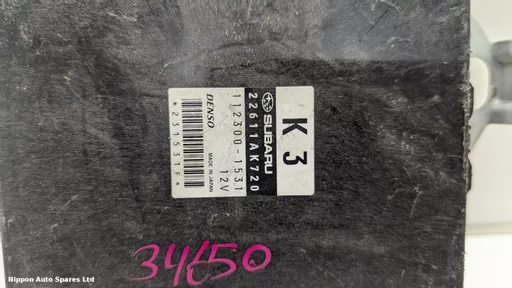 K 3
SUBARU
22611AK720
112300-1531 12V
DENSO MADE IN JAPAN
*231531F*
34650
Nippon Auto Spares Ltd